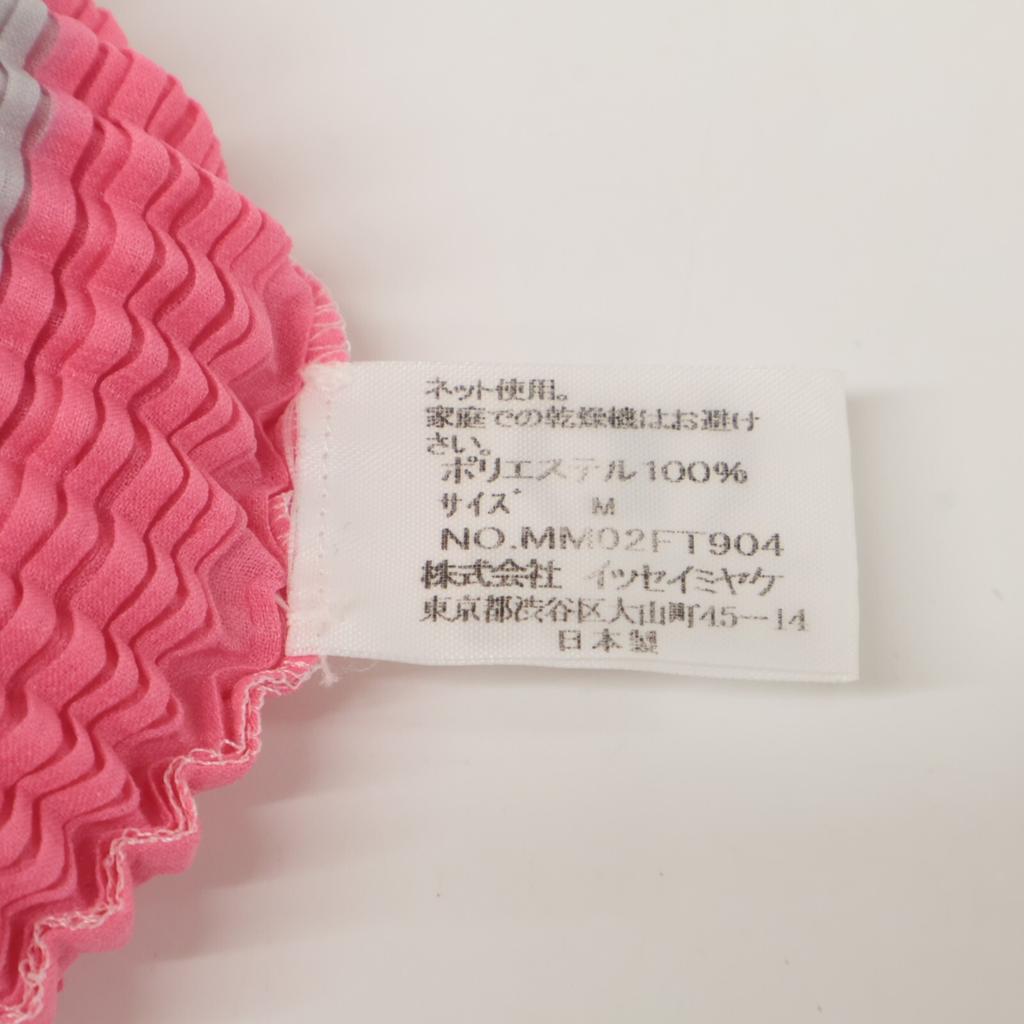 ネット使用。
家庭での乾燥機はお避け
さい。
ポリエステル100%
サイズ M
NO.MM02FT904
株式会社 イッセイミヤケ
東京都渋谷区大山町45-14
日本製